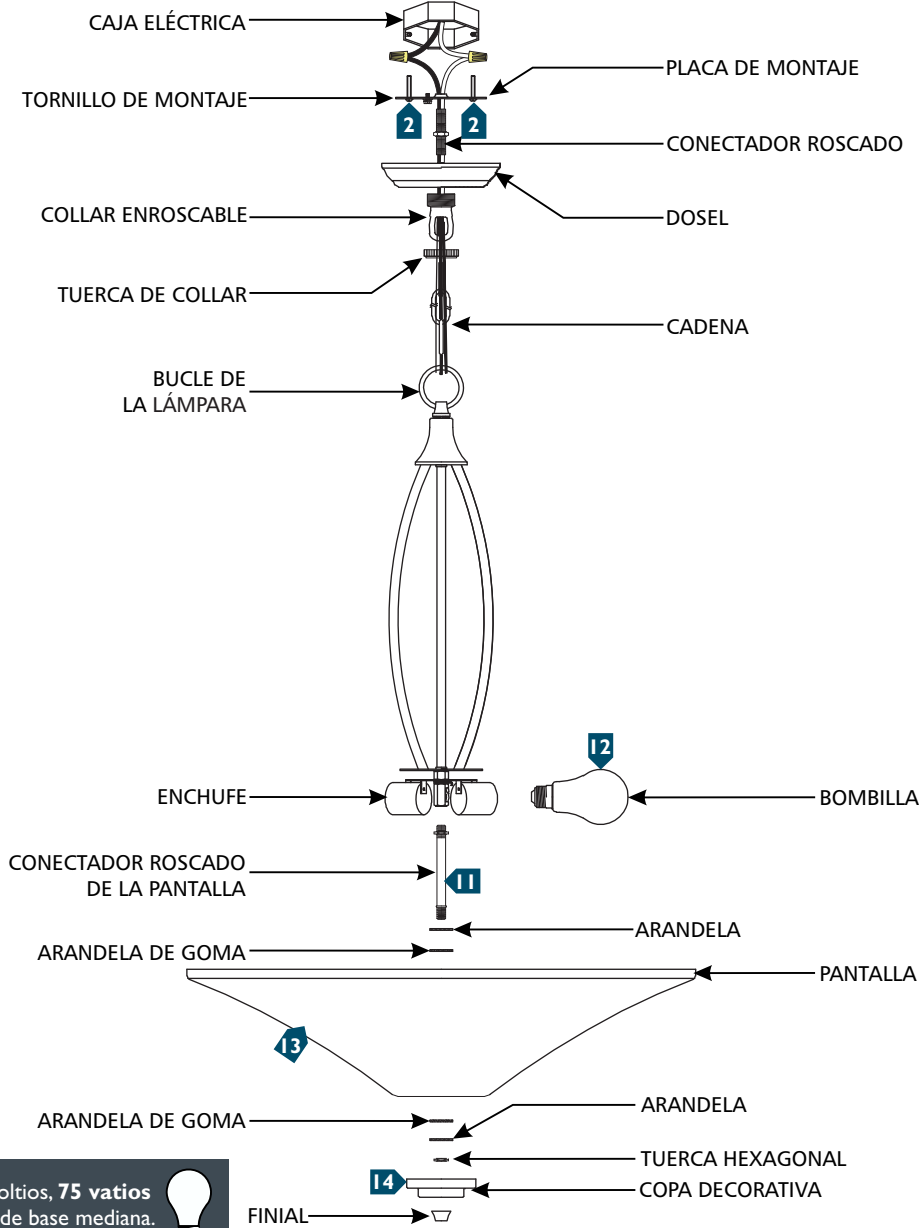 CAJA ELÉCTRICA
PLACA DE MONTAJE
TORNILLO DE MONTAJE
2
2
CONECTADOR ROSCADO
COLLAR ENROSCABLE
DOSEL
TUERCA DE COLLAR
CADENA
BUCLE DE
LA LÁMPARA
12
ENCHUFE
BOMBILLA
CONECTADOR ROSCADO
DE LA PANTALLA
11
ARANDELA
ARANDELA DE GOMA
PANTALLA
13
ARANDELA
ARANDELA DE GOMA
TUERCA HEXAGONAL
14
COPA DECORATIVA
75 vatios
de base mediana.
FINIAL